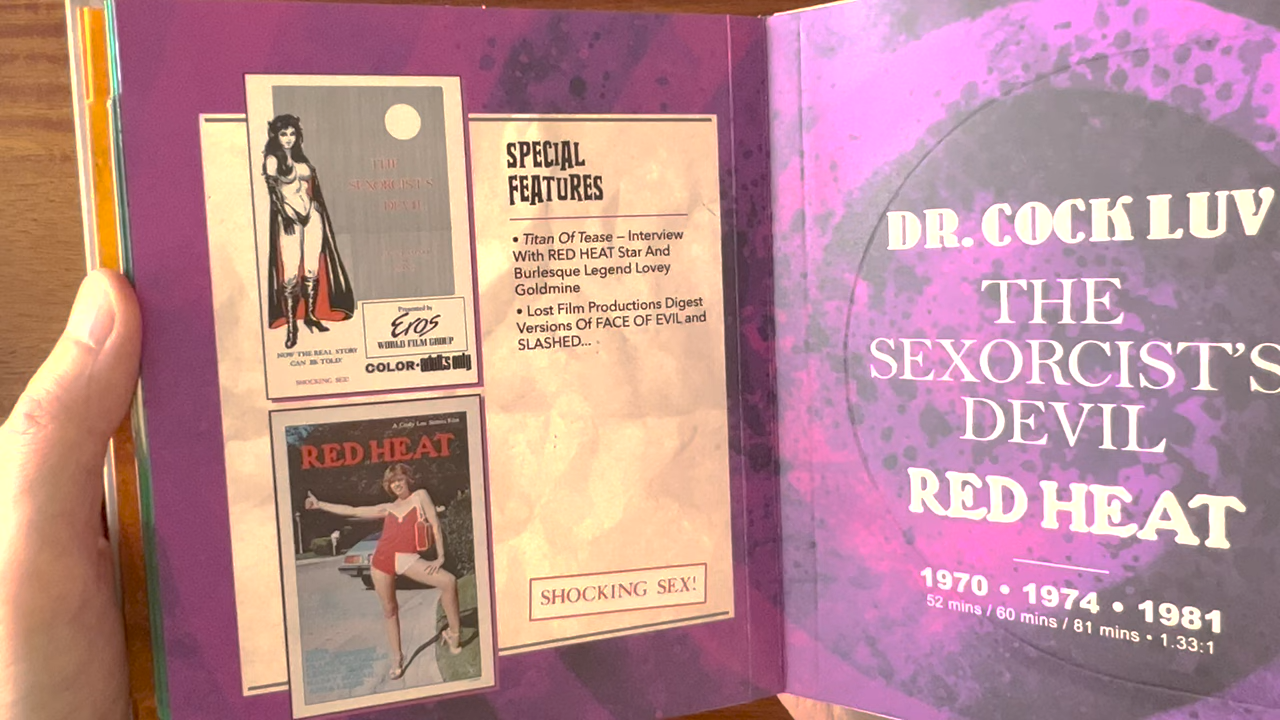 THE
SEXORCIST'S
DEVIL
Presented by
Eros
WORLD FILM GROUP
COLOR • adults only
NOW THE REAL STORY
CAN BE TOLD!
SHOCKING SEX!
A Cindy Lou Sutters Film
RED HEAT
SPECIAL
FEATURES
• Titan Of Tease – Interview
With RED HEAT Star And
Burlesque Legend Lovey
Goldmine
• Lost Film Productions Digest
Versions Of FACE OF EVIL and
SLASHED...
SHOCKING SEX!
DR. COCK LUV
THE
SEXORCIST'S
DEVIL
RED HEAT
1970 • 1974 • 1981
52 mins / 60 mins / 81 mins • 1.33:1